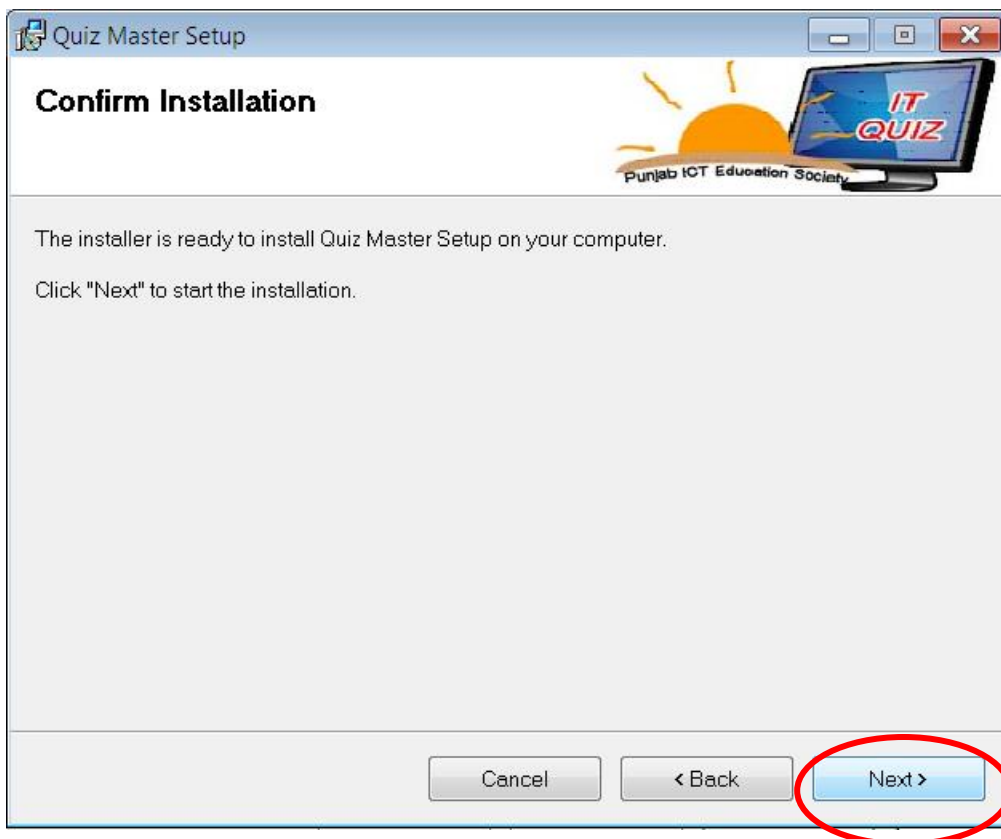 Quiz Master Setup
Confirm Installation
IT
QUIZ
Punjab ICT Education Society
The installer is ready to install Quiz Master Setup on your computer.
Click "Next" to start the installation.
Cancel
< Back
Next >